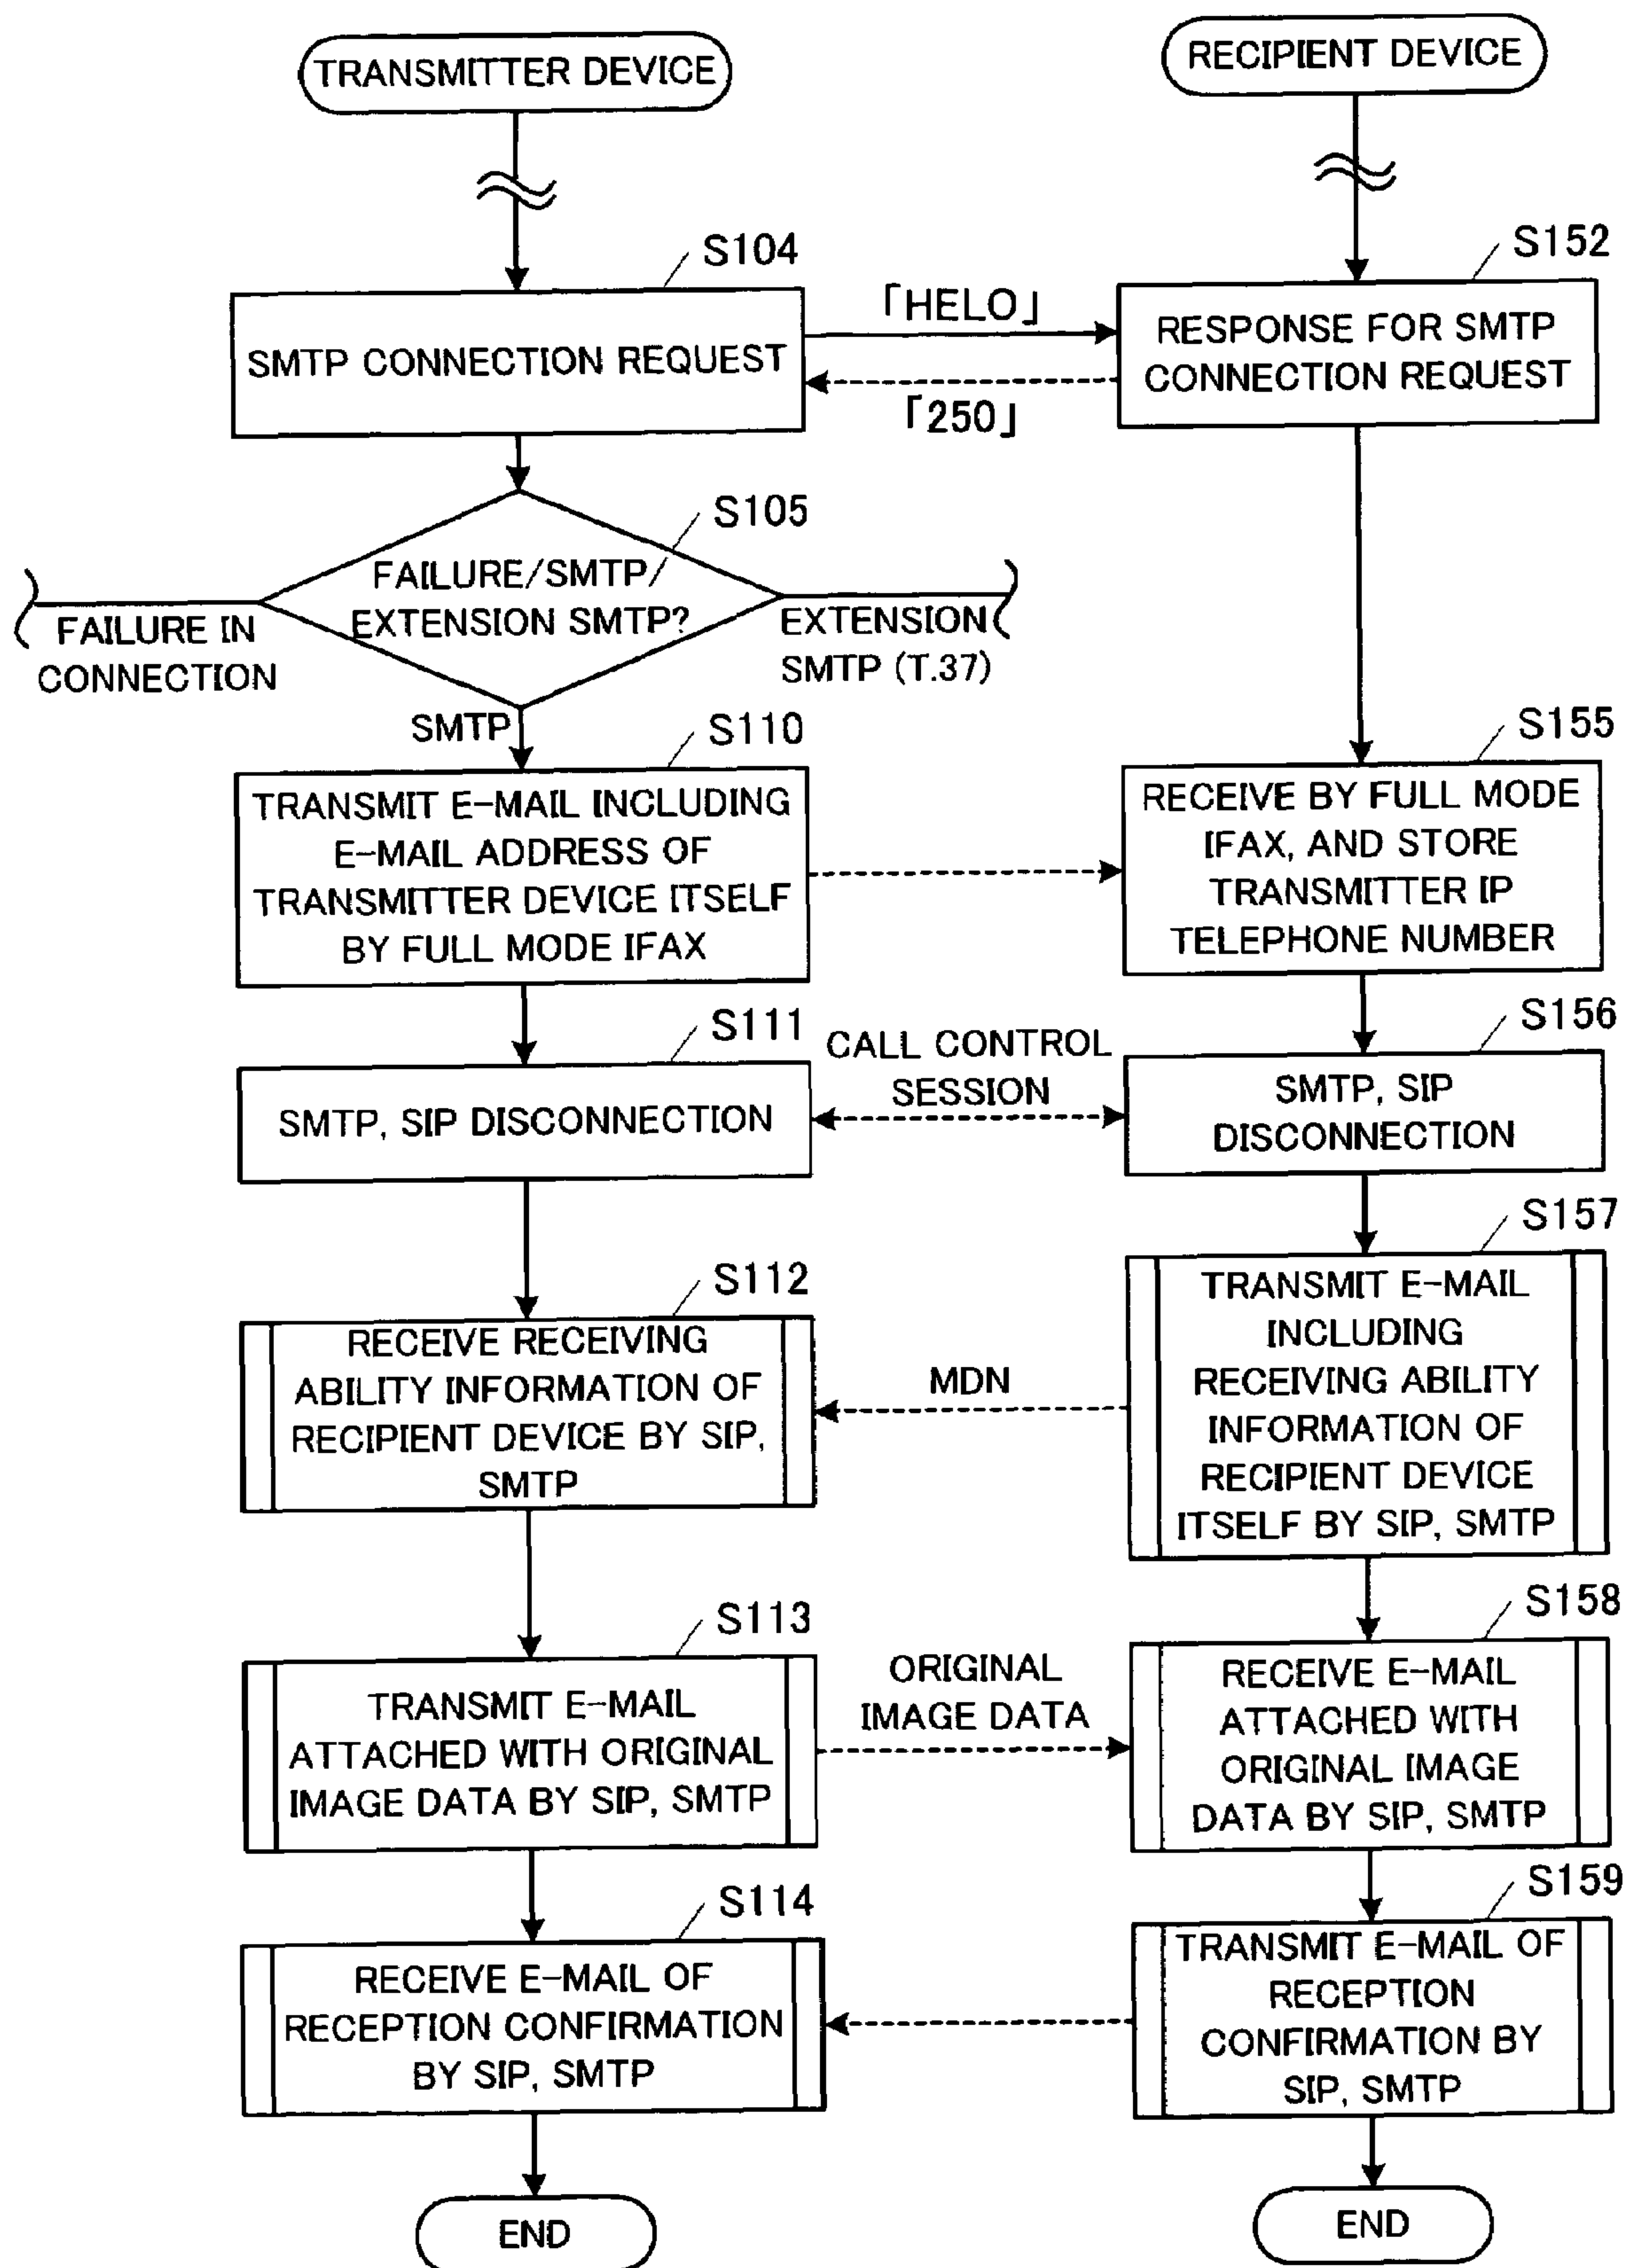 TRANSMITTER DEVICE
RECIPIENT DEVICE
S104
SMTP CONNECTION REQUEST
「HELO」
「250」
S152
RESPONSE FOR SMTP
CONNECTION REQUEST
S105
FAILURE/SMTP/
EXTENSION SMTP?
FAILURE IN
CONNECTION
EXTENSION
SMTP (T.37)
SMTP
S110
TRANSMIT E-MAIL INCLUDING
E-MAIL ADDRESS OF
TRANSMITTER DEVICE ITSELF
BY FULL MODE IFAX
S155
RECEIVE BY FULL MODE
IFAX, AND STORE
TRANSMITTER IP
TELEPHONE NUMBER
S111
SMTP, SIP DISCONNECTION
CALL CONTROL
SESSION
S156
SMTP, SIP
DISCONNECTION
S112
RECEIVE RECEIVING
ABILITY INFORMATION OF
RECIPIENT DEVICE BY SIP,
SMTP
MDN
S157
TRANSMIT E-MAIL
INCLUDING
RECEIVING ABILITY
INFORMATION OF
RECIPIENT DEVICE
ITSELF BY SIP, SMTP
S113
TRANSMIT E-MAIL
ATTACHED WITH ORIGINAL
IMAGE DATA BY SIP, SMTP
ORIGINAL
IMAGE DATA
S158
RECEIVE E-MAIL
ATTACHED WITH
ORIGINAL IMAGE
DATA BY SIP, SMTP
S114
RECEIVE E-MAIL OF
RECEPTION CONFIRMATION
BY SIP, SMTP
S159
TRANSMIT E-MAIL OF
RECEPTION
CONFIRMATION BY
SIP, SMTP
END
END